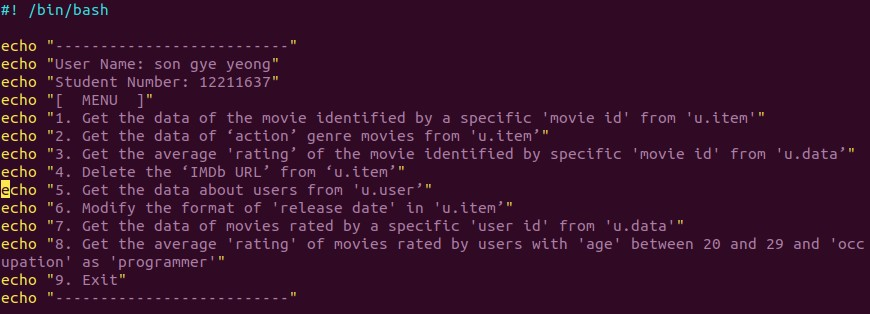 #! /bin/bash
echo "--------------------------"
echo "User Name: son gye yeong"
echo "Student Number: 12211637"
echo "[  MENU  ]"
echo "1. Get the data of the movie identified by a specific 'movie id' from 'u.item'"
echo "2. Get the data of ‘action’ genre movies from 'u.item’"
echo "3. Get the average 'rating’ of the movie identified by specific 'movie id' from 'u.data’"
echo "4. Delete the ‘IMDb URL’ from ‘u.item’"
echo "5. Get the data about users from 'u.user’"
echo "6. Modify the format of 'release date' in 'u.item’"
echo "7. Get the data of movies rated by a specific 'user id' from 'u.data'"
echo "8. Get the average 'rating' of movies rated by users with 'age' between 20 and 29 and 'occ
upation' as 'programmer'"
echo "9. Exit"
echo "--------------------------"